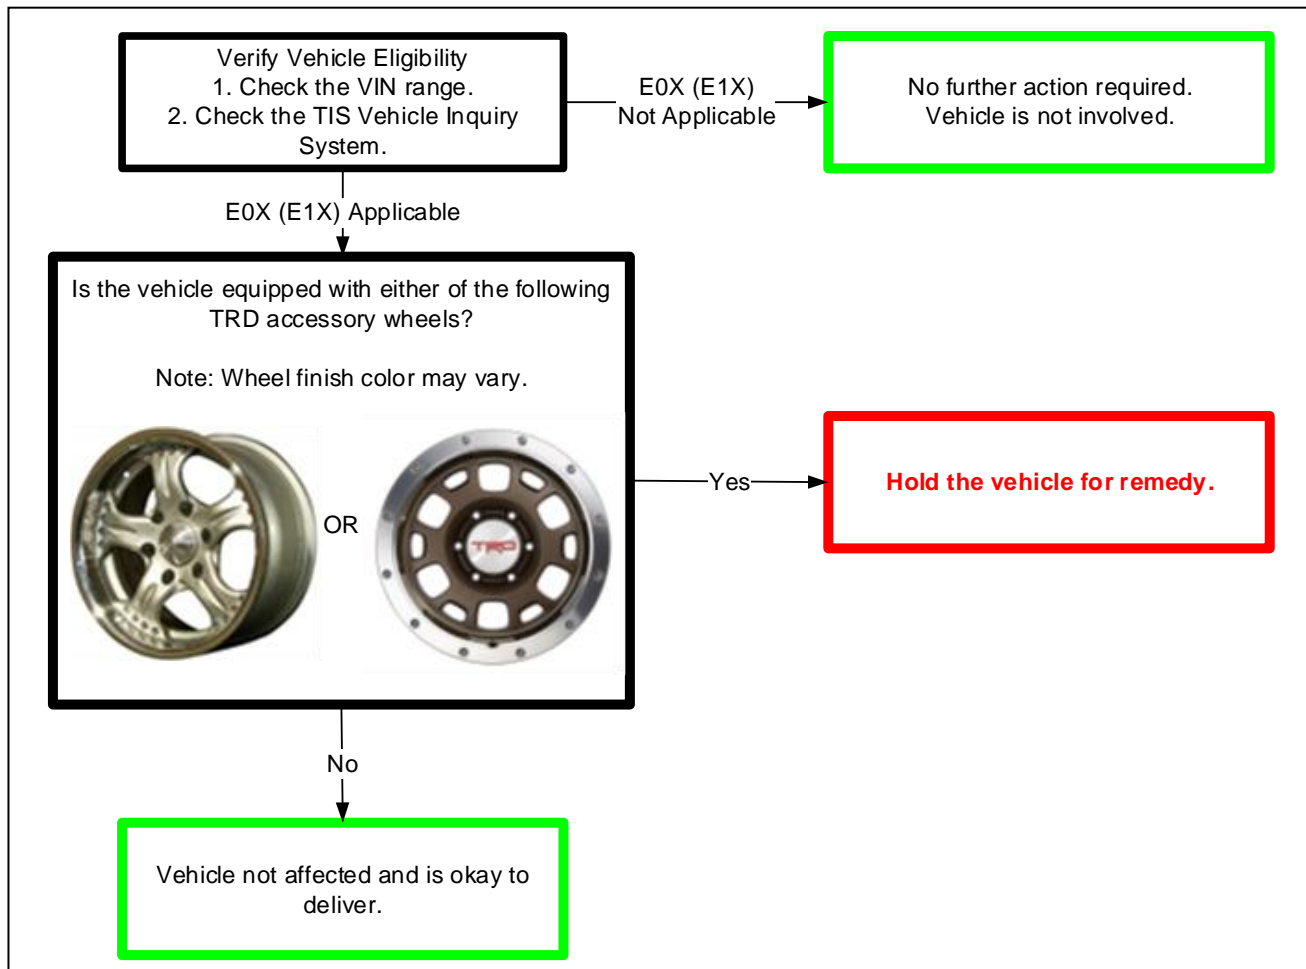 Verify Vehicle Eligibility
1. Check the VIN range.
2. Check the TIS Vehicle Inquiry
System.
E0X (E1X)
Not Applicable
No further action required.
Vehicle is not involved.
E0X (E1X) Applicable
Is the vehicle equipped with either of the following
TRD accessory wheels?
Note: Wheel finish color may vary.
OR
TRD
Yes
Hold the vehicle for remedy.
No
Vehicle not affected and is okay to
deliver.